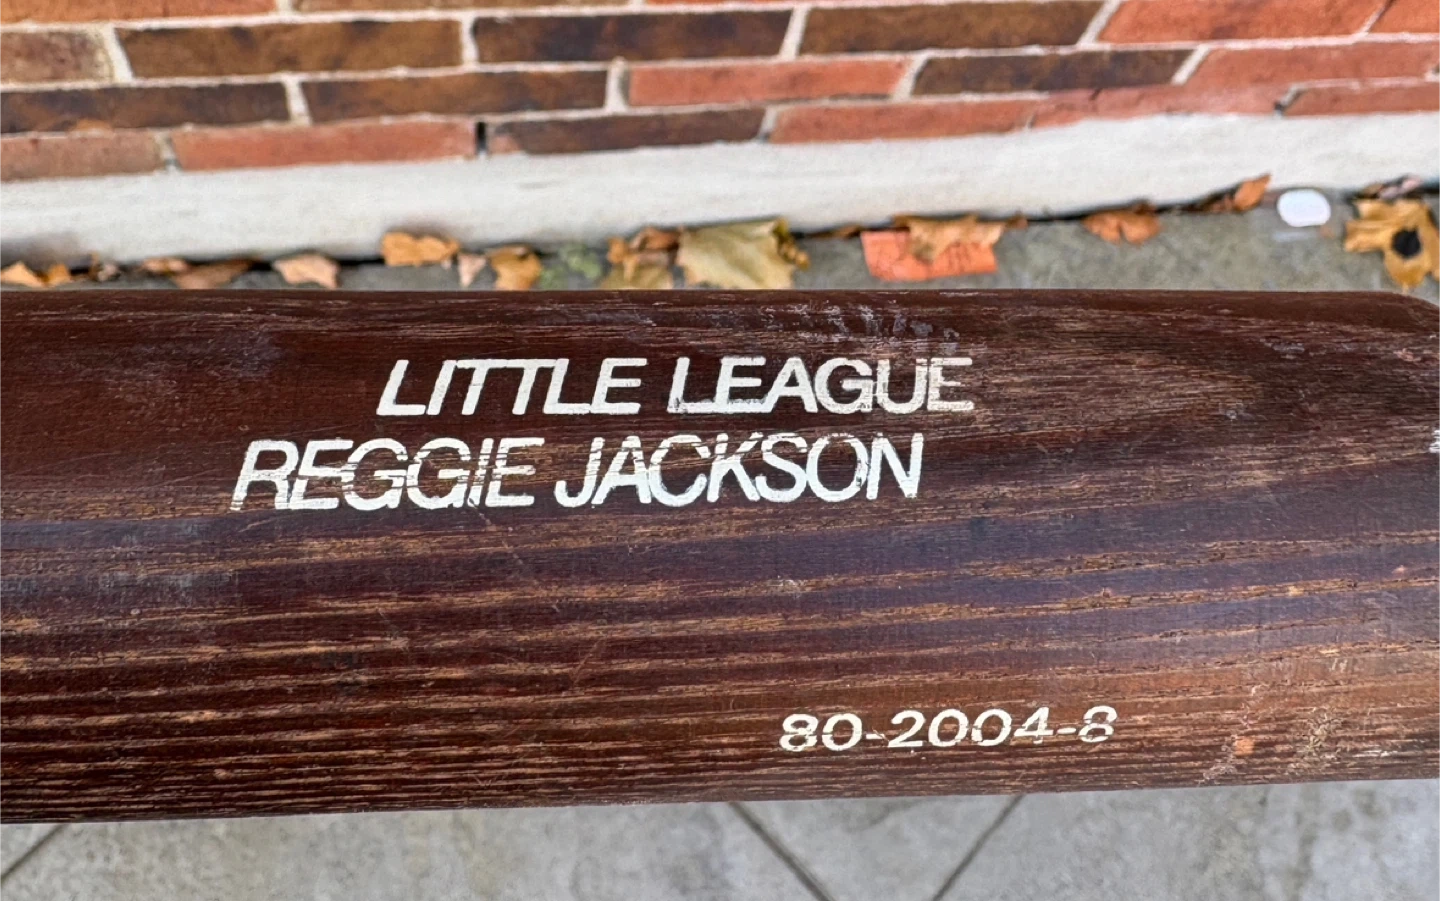 LITTLE LEAGUE
REGGIE JACKSON
80-2004-8